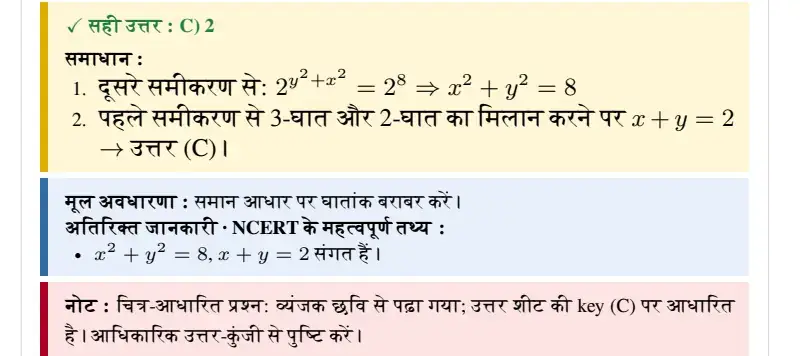 ✓ सही उत्तर : C) 2
समाधान :
1. दूसरे समीकरण से: 2^{y^2+x^2} = 2^8 ⇒ x^2 + y^2 = 8
2. पहले समीकरण से 3-घात और 2-घात का मिलान करने पर x + y = 2
→ उत्तर (C)।
मूल अवधारणा : समान आधार पर घातांक बराबर करें।
अतिरिक्त जानकारी · NCERT के महत्वपूर्ण तथ्य :
• x^2 + y^2 = 8, x + y = 2 संगत हैं।
नोट : चित्र-आधारित प्रश्न: व्यंजक छवि से पढ़ा गया; उत्तर शीट की key (C) पर आधारित
है। आधिकारिक उत्तर-कुंजी से पुष्टि करें।